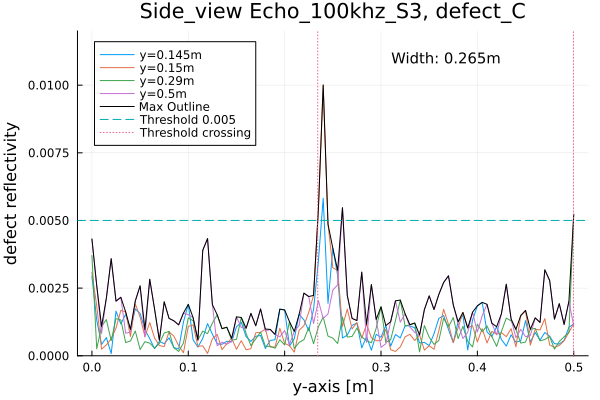 Side_view Echo_100khz_S3, defect_C
Width: 0.265m
y=0.145m
y=0.15m
y=0.29m
y=0.5m
Max Outline
Threshold 0.005
Threshold crossing
defect reflectivity
0.0100
0.0075
0.0050
0.0025
0.0000
0.0 0.1 0.2 0.3 0.4 0.5
y-axis [m]